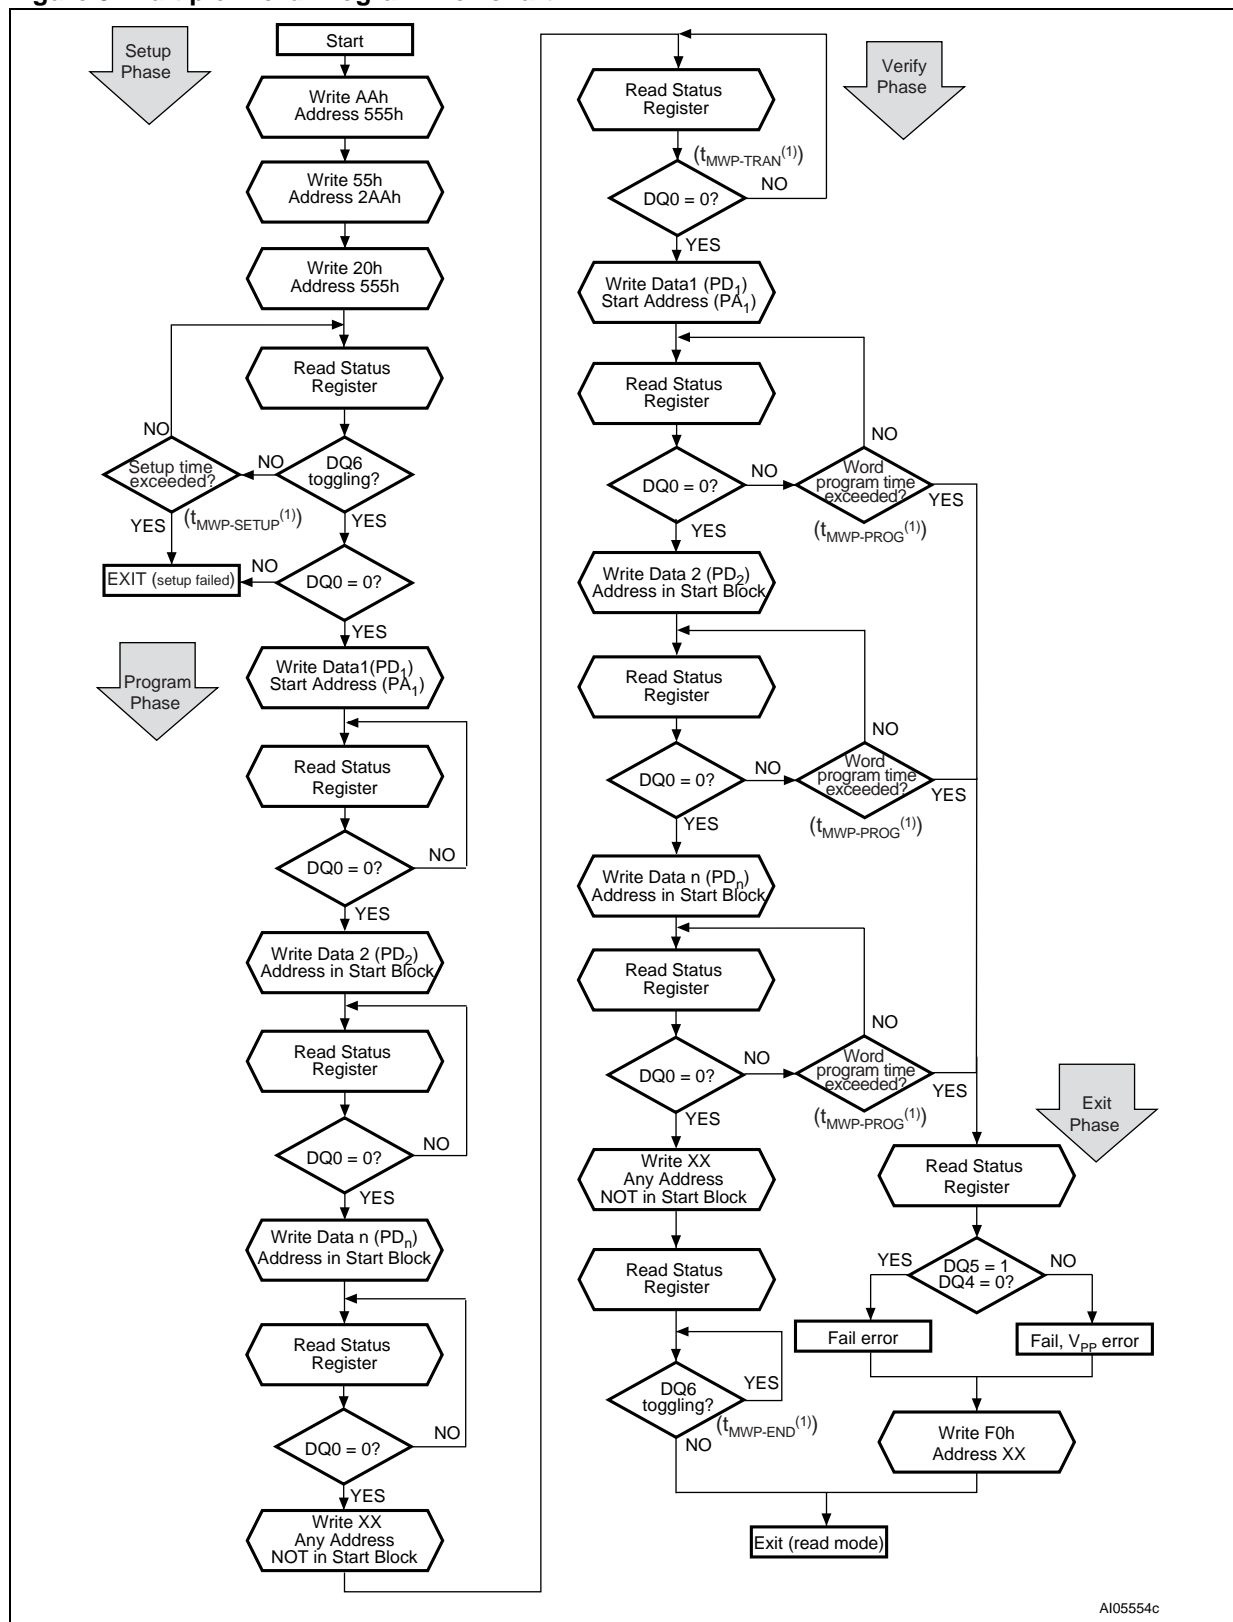 Setup
Phase
Start
Write AAh
Address 555h
Write 55h
Address 2AAh
Write 20h
Address 555h
Read Status
Register
NO
Setup time
exceeded?
NO
DQ6
toggling?
YES
(tMWP-SETUP(1))
YES
EXIT (setup failed)
NO
DQ0 = 0?
YES
Program
Phase
Write Data1(PD1)
Start Address (PA1)
Read Status
Register
DQ0 = 0?
NO
YES
Write Data 2 (PD2)
Address in Start Block
Read Status
Register
DQ0 = 0?
NO
YES
Write Data n (PDn)
Address in Start Block
Read Status
Register
DQ0 = 0?
NO
YES
Write XX
Any Address
NOT in Start Block
Verify
Phase
Read Status
Register
(tMWP-TRAN(1))
DQ0 = 0?
NO
YES
Write Data1 (PD1)
Start Address (PA1)
Read Status
Register
NO
DQ0 = 0?
NO
Word
program time
exceeded?
YES
(tMWP-PROG(1))
YES
Write Data 2 (PD2)
Address in Start Block
Read Status
Register
NO
DQ0 = 0?
NO
Word
program time
exceeded?
YES
(tMWP-PROG(1))
YES
Write Data n (PDn)
Address in Start Block
Read Status
Register
NO
DQ0 = 0?
NO
Word
program time
exceeded?
YES
(tMWP-PROG(1))
YES
Write XX
Any Address
NOT in Start Block
Read Status
Register
DQ6
toggling?
YES
(tMWP-END(1))
NO
Exit
Phase
Read Status
Register
YES
DQ5 = 1
DQ4 = 0?
NO
Fail error
Fail, VPP error
Write F0h
Address XX
Exit (read mode)
AI05554c